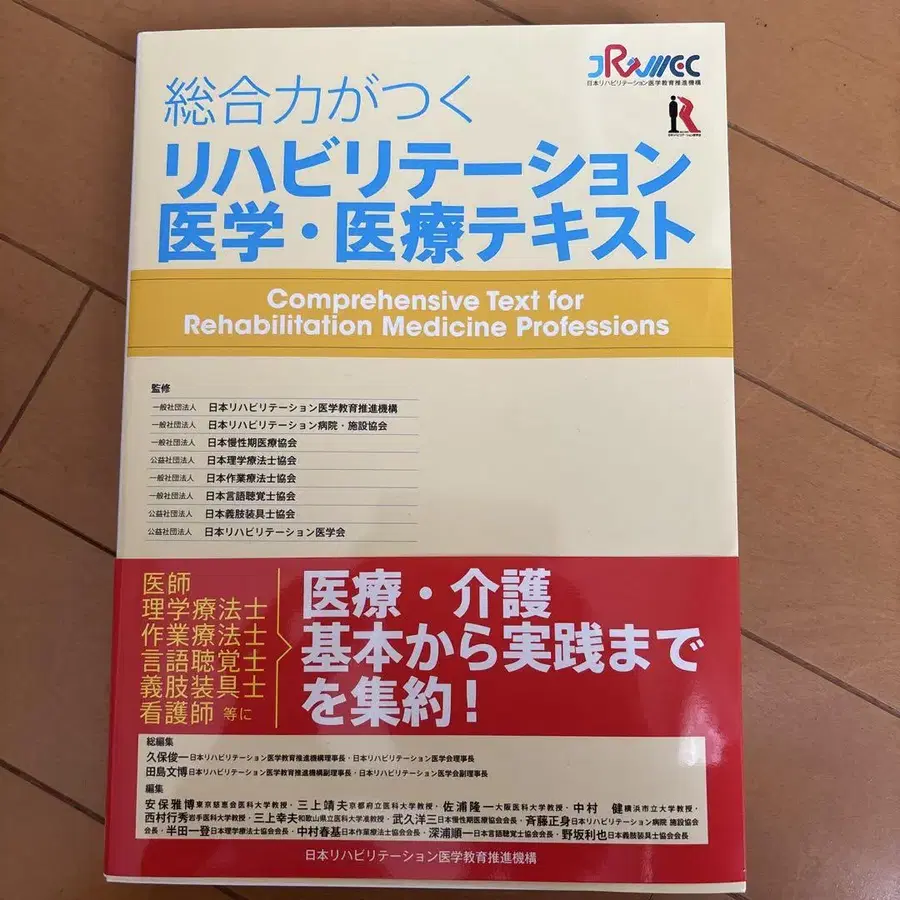 JRMEC
日本リハビリテーション医学教育推進機構
総合力がつく
リハビリテーション
医学・医療テキスト
Comprehensive Text for
Rehabilitation Medicine Professions
監修
一般社団法人 日本リハビリテーション医学教育推進機構
一般社団法人 日本リハビリテーション病院・施設協会
一般社団法人 日本慢性期医療協会
公益社団法人 日本理学療法士協会
一般社団法人 日本作業療法士協会
一般社団法人 日本言語聴覚士協会
公益社団法人 日本義肢装具士協会
公益社団法人 日本リハビリテーション医学会
医師
理学療法士
作業療法士
言語聴覚士
義肢装具士
看護師 等に
医療・介護
基本から実践まで
を集約!
総編集
久保俊一 日本リハビリテーション医学教育推進機構理事長・日本リハビリテーション医学会理事長
田島文博 日本リハビリテーション医学教育推進機構副理事長・日本リハビリテーション医学会副理事長
編集
安保雅博 東京慈恵会医科大学教授・三上靖夫 京都府立医科大学教授・佐浦隆一 大阪医科大学教授・中村 健 横浜市立大学教授・
西村行秀 岩手医科大学教授・三上幸夫 和歌山県立医科大学准教授・武久洋三 日本慢性期医療協会会長・斉藤正身 日本リハビリテーション病院 施設協会
会長・半田一登 日本理学療法士協会会長・中村春基 日本作業療法士協会会長・深浦順一 日本言語聴覚士協会会長・野坂利也 日本義肢装具士協会会長
日本リハビリテーション医学教育推進機構